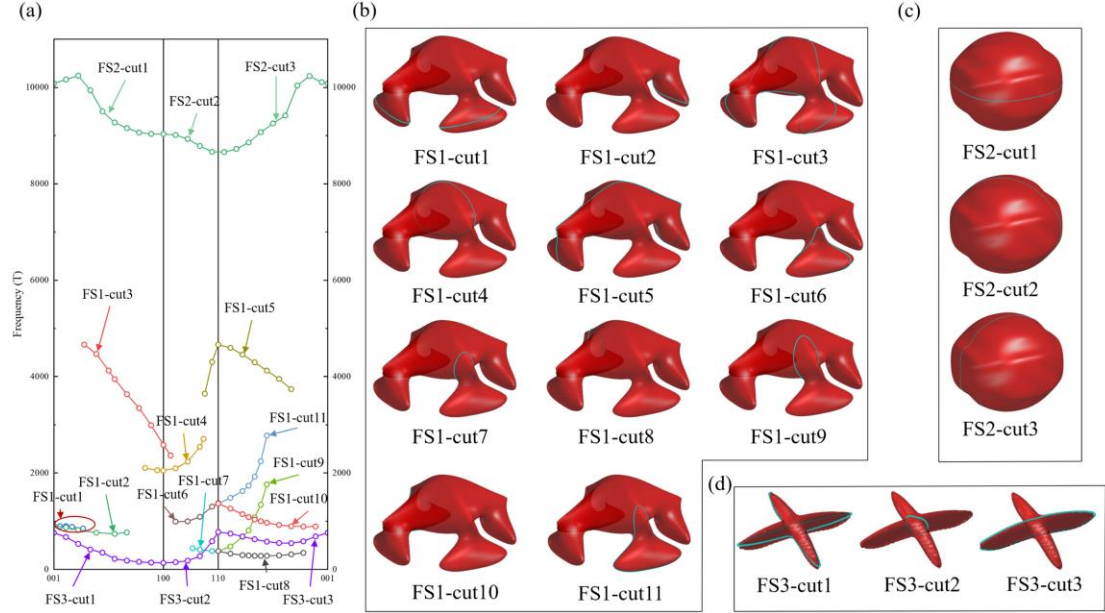 (a)
(b)
(c)
FS2-cut1
FS2-cut3
FS2-cut2
10000
10000
8000
8000
6000
6000
4000
4000
2000
2000
0
0
Frequency (T)
FS1-cut3
FS1-cut5
FS1-cut4
FS1-cut11
FS1-cut7
FS1-cut9
FS1-cut1
FS1-cut2
FS1-cut6
FS1-cut10
001
100
110
001
FS1-cut8
FS3-cut1
FS3-cut2
FS3-cut3
FS1-cut1
FS1-cut2
FS1-cut3
FS1-cut4
FS1-cut5
FS1-cut6
FS1-cut7
FS1-cut8
FS1-cut9
FS1-cut10
FS1-cut11
FS2-cut1
FS2-cut2
FS2-cut3
(d)
FS3-cut1
FS3-cut2
FS3-cut3